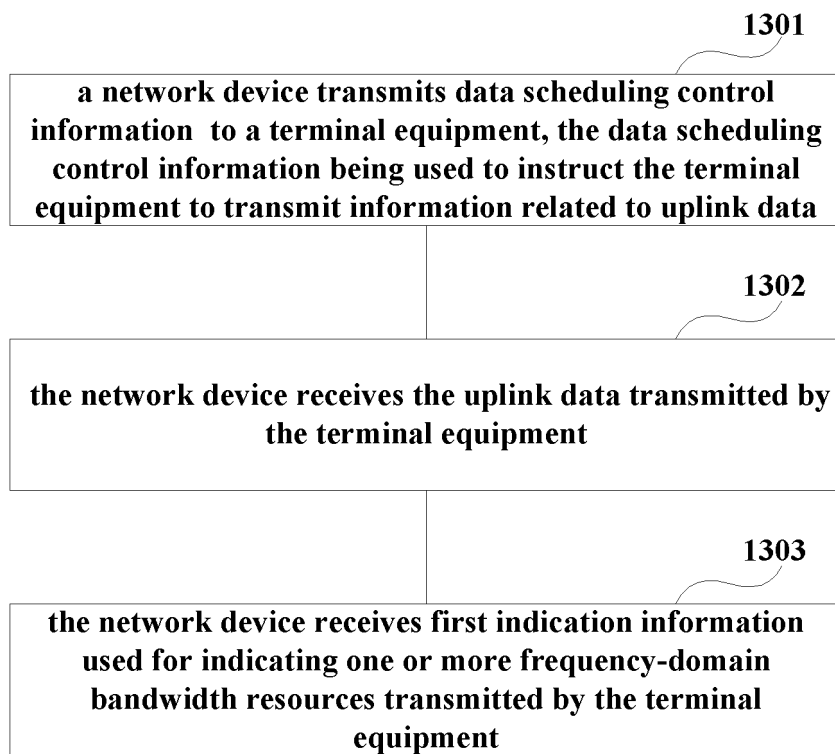 1301
a network device transmits data scheduling control
information to a terminal equipment, the data scheduling
control information being used to instruct the terminal
equipment to transmit information related to uplink data
1302
the network device receives the uplink data transmitted by
the terminal equipment
1303
the network device receives first indication information
used for indicating one or more frequency-domain
bandwidth resources transmitted by the terminal
equipment